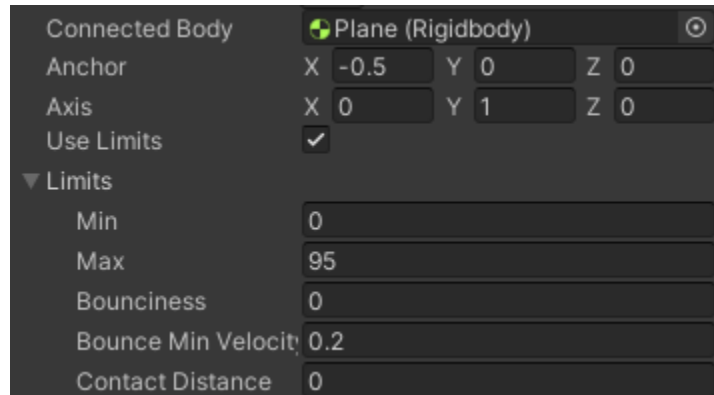 Connected Body Plane (Rigidbody)
Anchor X -0.5 Y 0 Z 0
Axis X 0 Y 1 Z 0
Use Limits
Limits
Min 0
Max 95
Bounciness 0
Bounce Min Velocit 0.2
Contact Distance 0